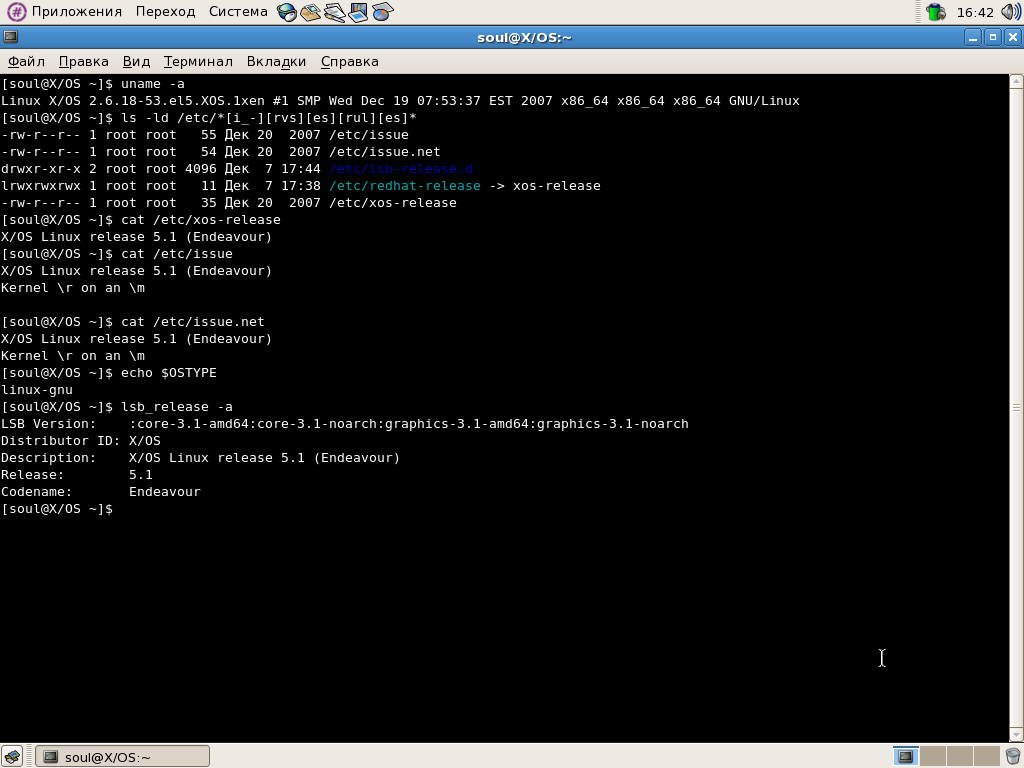 Приложения Переход Система 16:42
soul@X/OS:~
Файл Правка Вид Терминал Вкладки Справка
[soul@X/OS ~]$ uname -a
Linux X/OS 2.6.18-53.el5.XOS.1xen #1 SMP Wed Dec 19 07:53:37 EST 2007 x86_64 x86_64 x86_64 GNU/Linux
[soul@X/OS ~]$ ls -ld /etc/*[i_-][rvs][es][rul][es]*
-rw-r--r-- 1 root root   55 Дек 20  2007 /etc/issue
-rw-r--r-- 1 root root   54 Дек 20  2007 /etc/issue.net
drwxr-xr-x 2 root root 4096 Дек  7 17:44 /etc/lsb-release.d
lrwxrwxrwx 1 root root   11 Дек  7 17:38 /etc/redhat-release -> xos-release
-rw-r--r-- 1 root root   35 Дек 20  2007 /etc/xos-release
[soul@X/OS ~]$ cat /etc/xos-release
X/OS Linux release 5.1 (Endeavour)
[soul@X/OS ~]$ cat /etc/issue
X/OS Linux release 5.1 (Endeavour)
Kernel \r on an \m
[soul@X/OS ~]$ cat /etc/issue.net
X/OS Linux release 5.1 (Endeavour)
Kernel \r on an \m
[soul@X/OS ~]$ echo $OSTYPE
linux-gnu
[soul@X/OS ~]$ lsb_release -a
LSB Version:    :core-3.1-amd64:core-3.1-noarch:graphics-3.1-amd64:graphics-3.1-noarch
Distributor ID: X/OS
Description:    X/OS Linux release 5.1 (Endeavour)
Release:        5.1
Codename:       Endeavour
[soul@X/OS ~]$
soul@X/OS:~